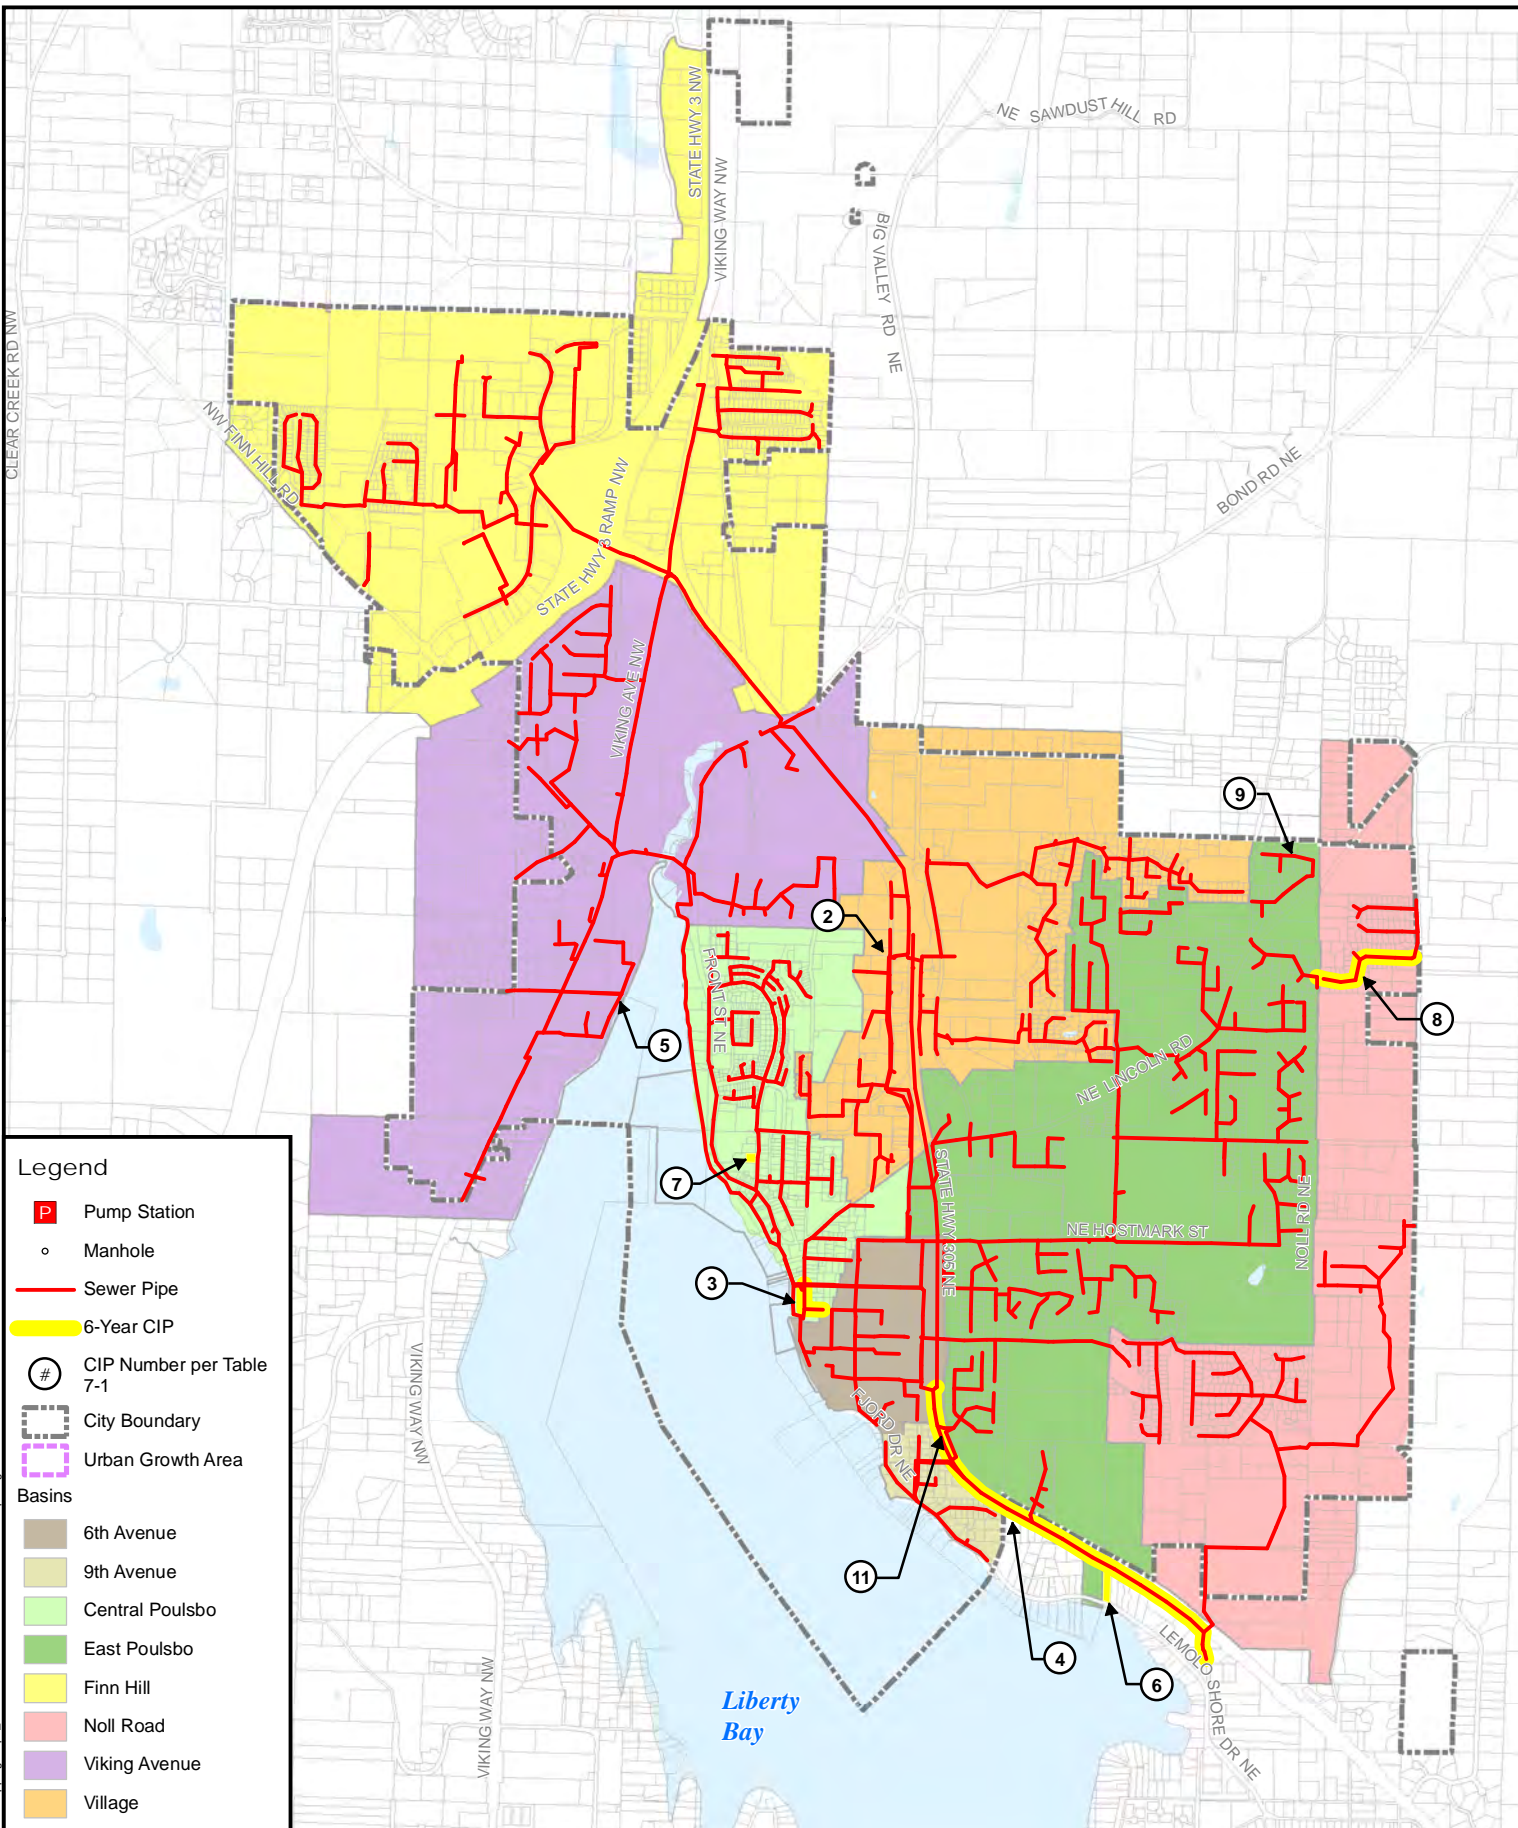 STATE HWY 3 NW
VIKING WAY NW
NE SAWDUST HILL RD
BIG VALLEY RD NE
CLEAR CREEK RD NW
NW FINN HILL RD
STATE HWY 3 RAMP NW
BOND RD NE
VIKING AVE NW
9
2
FRONT ST NE
8
5
NE LINCOLN RD
7
STATE HWY 305 NE
NE HOSTMARK ST
NOLL RD NE
3
VIKING WAY NW
FJORD DR NE
11
4
6
LEMOLO SHORE DR NE
VIKING WAY NW
Liberty
Bay
Legend
P Pump Station
Manhole
Sewer Pipe
6-Year CIP
# CIP Number per Table
7-1
City Boundary
Urban Growth Area
Basins
6th Avenue
9th Avenue
Central Poulsbo
East Poulsbo
Finn Hill
Noll Road
Viking Avenue
Village